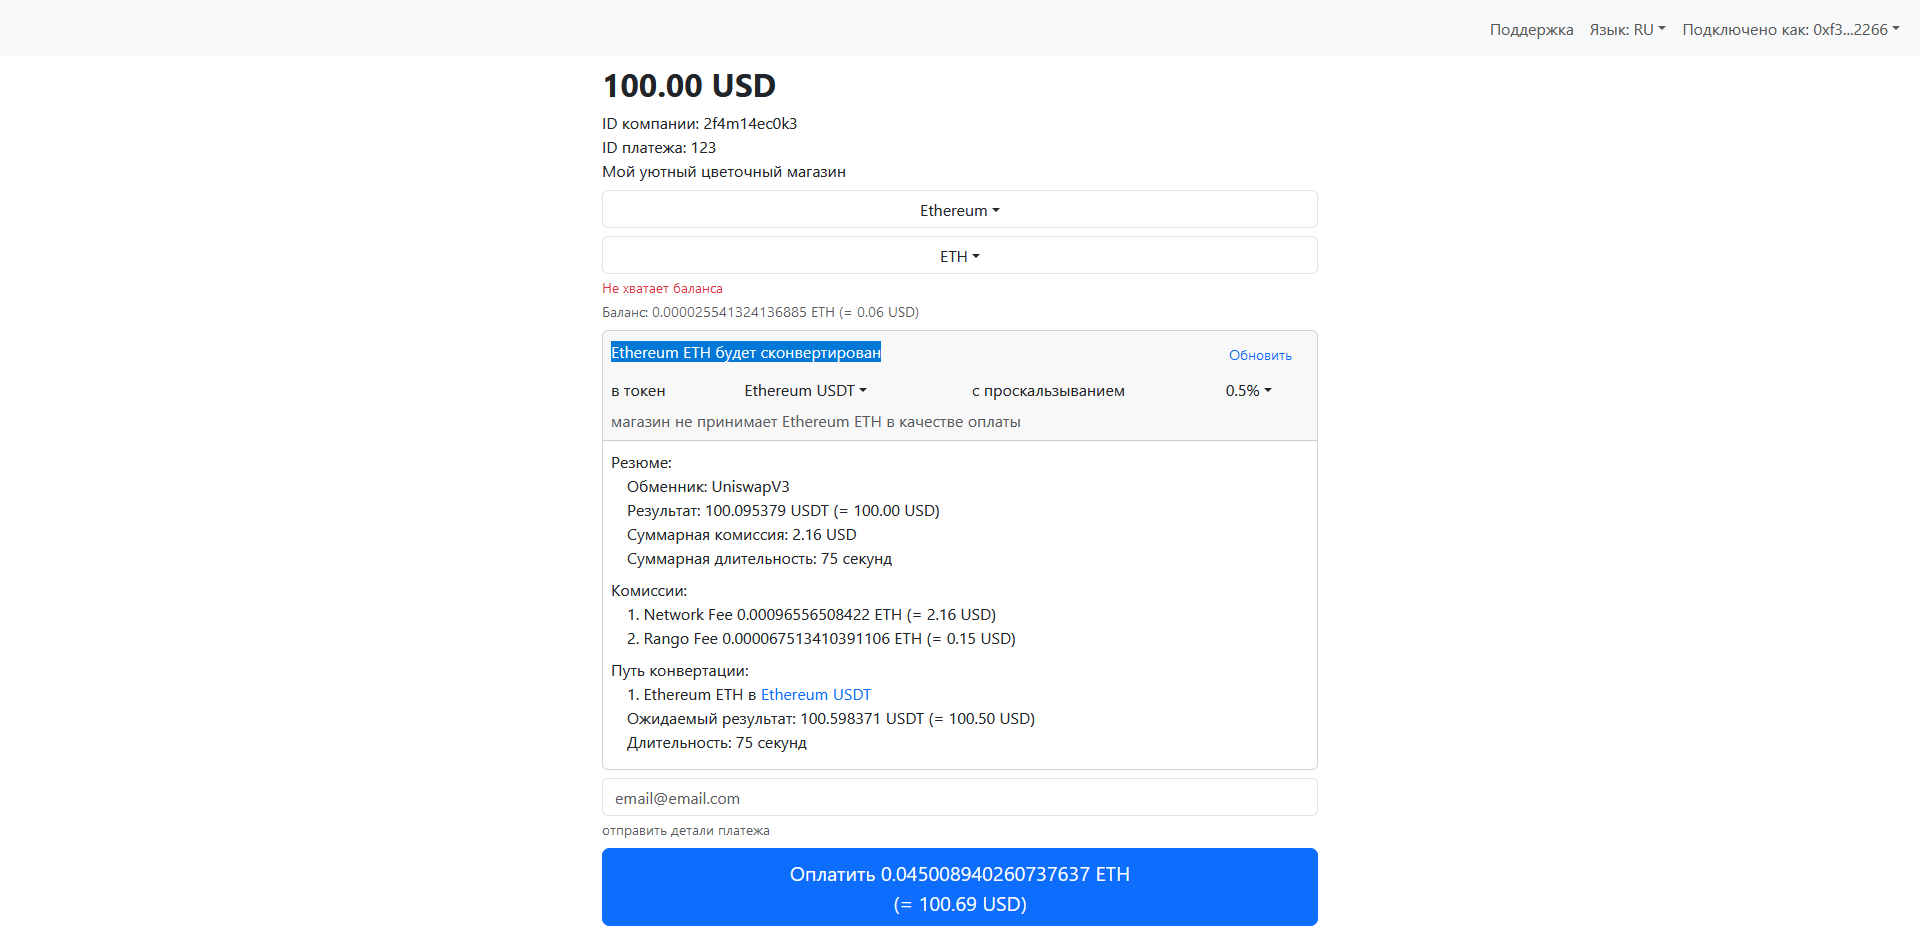 Поддержка Язык: RU Подключено как: 0xf3...2266
100.00 USD
ID компании: 2f4m14ec0k3
ID платежа: 123
Мой уютный цветочный магазин
Ethereum
ETH
Не хватает баланса
Баланс: 0.000025541324136885 ETH (= 0.06 USD)
Ethereum ETH будет сконвертирован Обновить
в токен Ethereum USDT с проскальзыванием 0.5%
магазин не принимает Ethereum ETH в качестве оплаты
Резюме:
Обменник: UniswapV3
Результат: 100.095379 USDT (= 100.00 USD)
Суммарная комиссия: 2.16 USD
Суммарная длительность: 75 секунд
Комиссии:
1. Network Fee 0.00096556508422 ETH (= 2.16 USD)
2. Rango Fee 0.000067513410391106 ETH (= 0.15 USD)
Путь конвертации:
1. Ethereum ETH в Ethereum USDT
Ожидаемый результат: 100.598371 USDT (= 100.50 USD)
Длительность: 75 секунд
email@email.com
отправить детали платежа
Оплатить 0.045008940260737637 ETH
(= 100.69 USD)